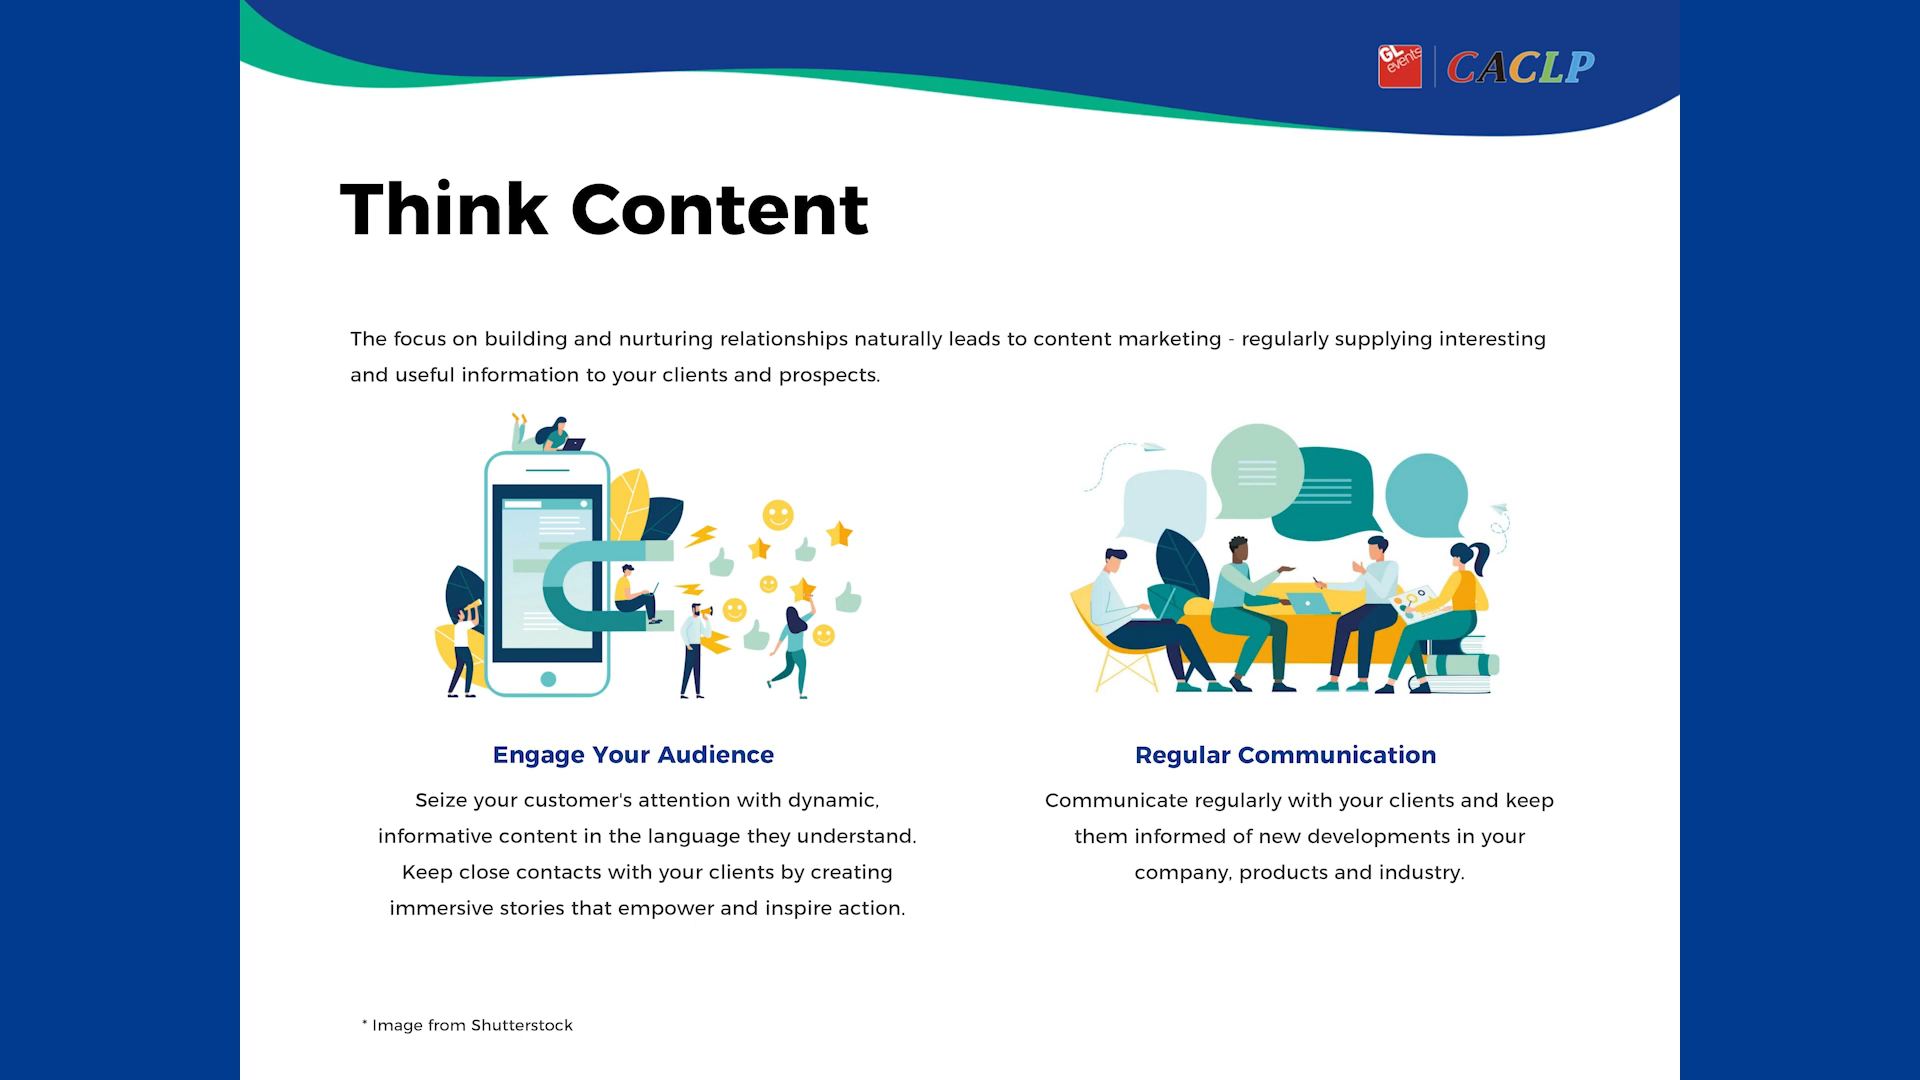 GL events
CACLP
Think Content
The focus on building and nurturing relationships naturally leads to content marketing - regularly supplying interesting
and useful information to your clients and prospects.
Engage Your Audience
Seize your customer's attention with dynamic,
informative content in the language they understand.
Keep close contacts with your clients by creating
immersive stories that empower and inspire action.
Regular Communication
Communicate regularly with your clients and keep
them informed of new developments in your
company, products and industry.
* Image from Shutterstock